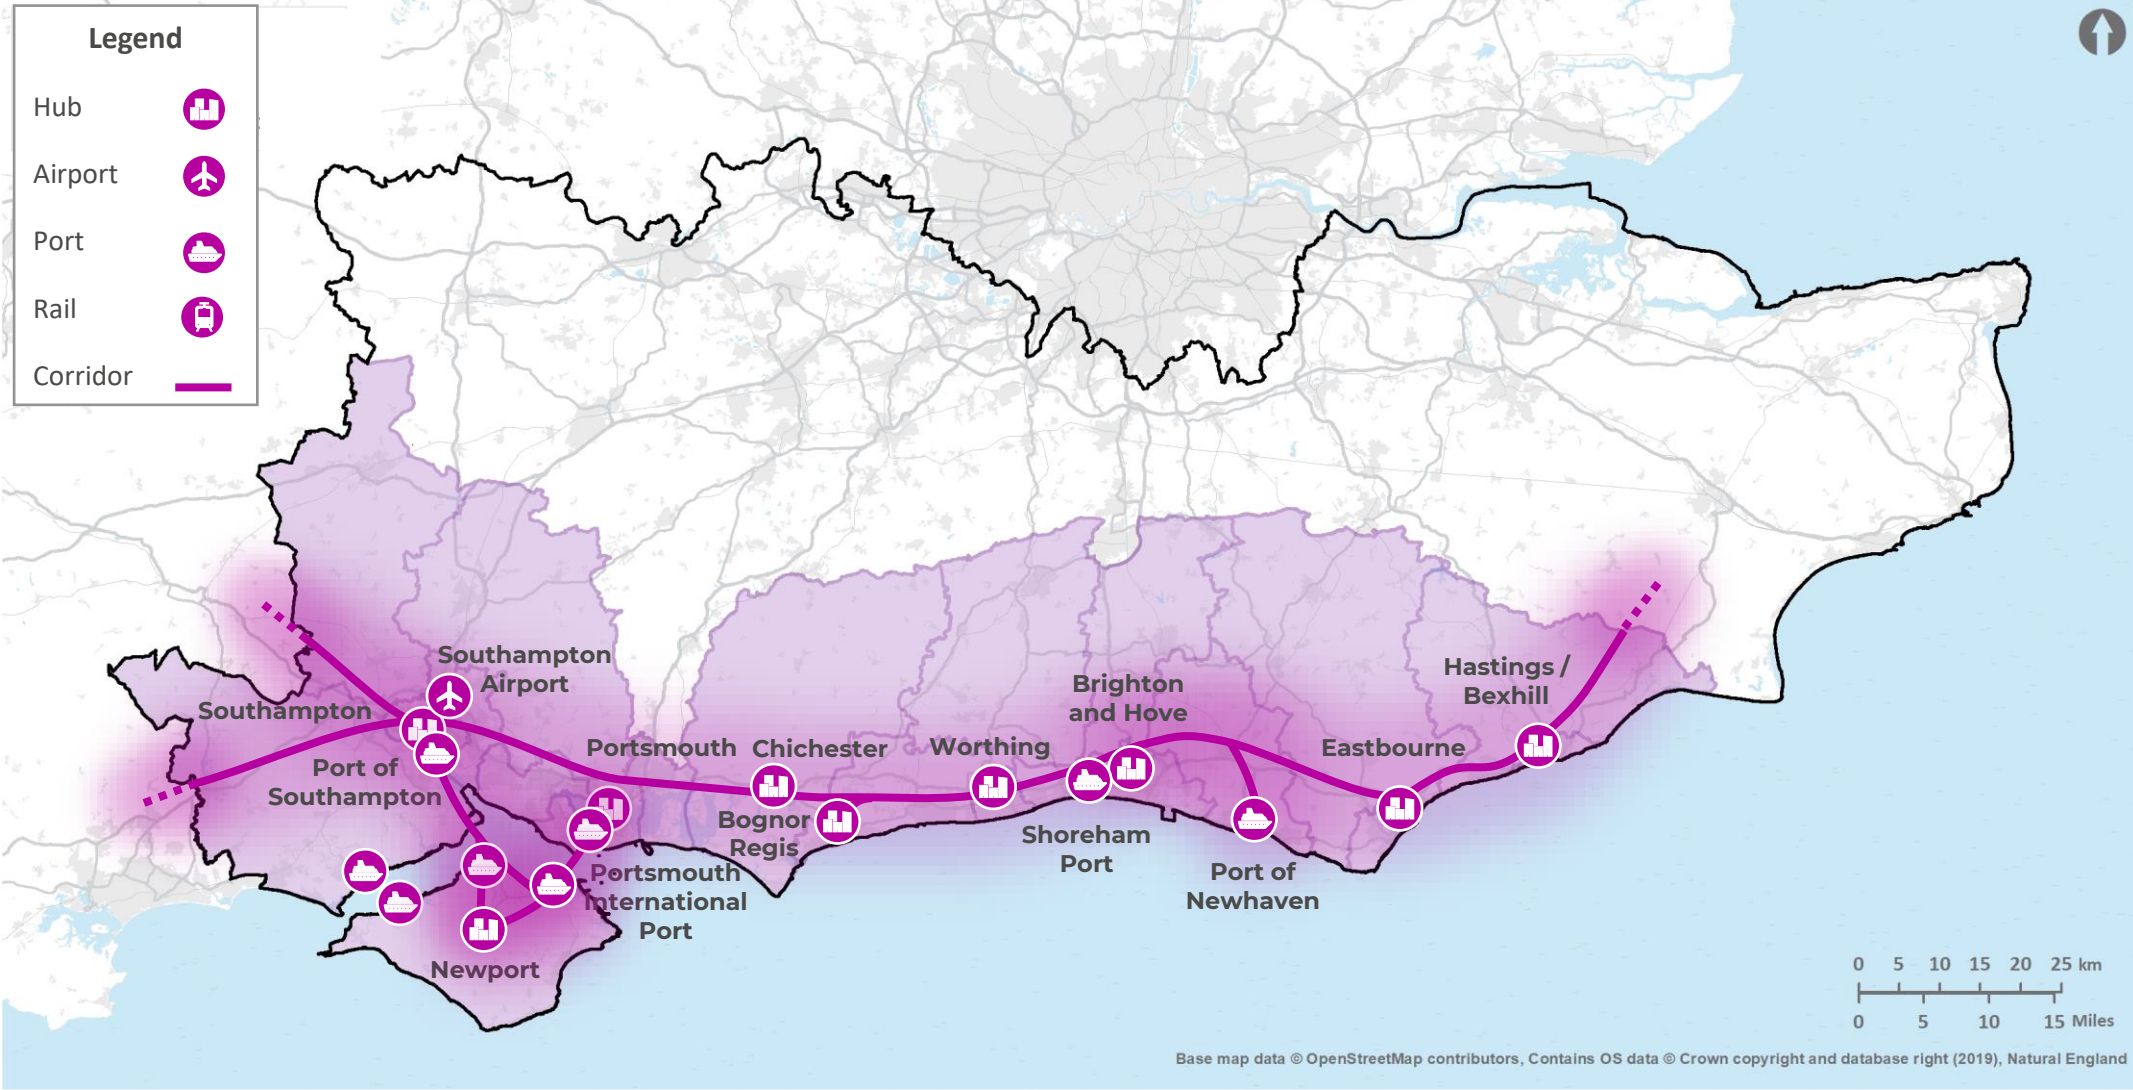 Legend
Hub
Airport
Port
Rail
Corridor
Southampton
Airport
Southampton
Port of
Southampton
Portsmouth
Chichester
Worthing
Brighton
and Hove
Hastings /
Bexhill
Eastbourne
Bognor
Regis
Shoreham
Port
Port of
Newhaven
Portsmouth
International
Port
Newport
0 5 10 15 20 25 km
0 5 10 15 Miles
Base map data © OpenStreetMap contributors, Contains OS data © Crown copyright and database right (2019), Natural England